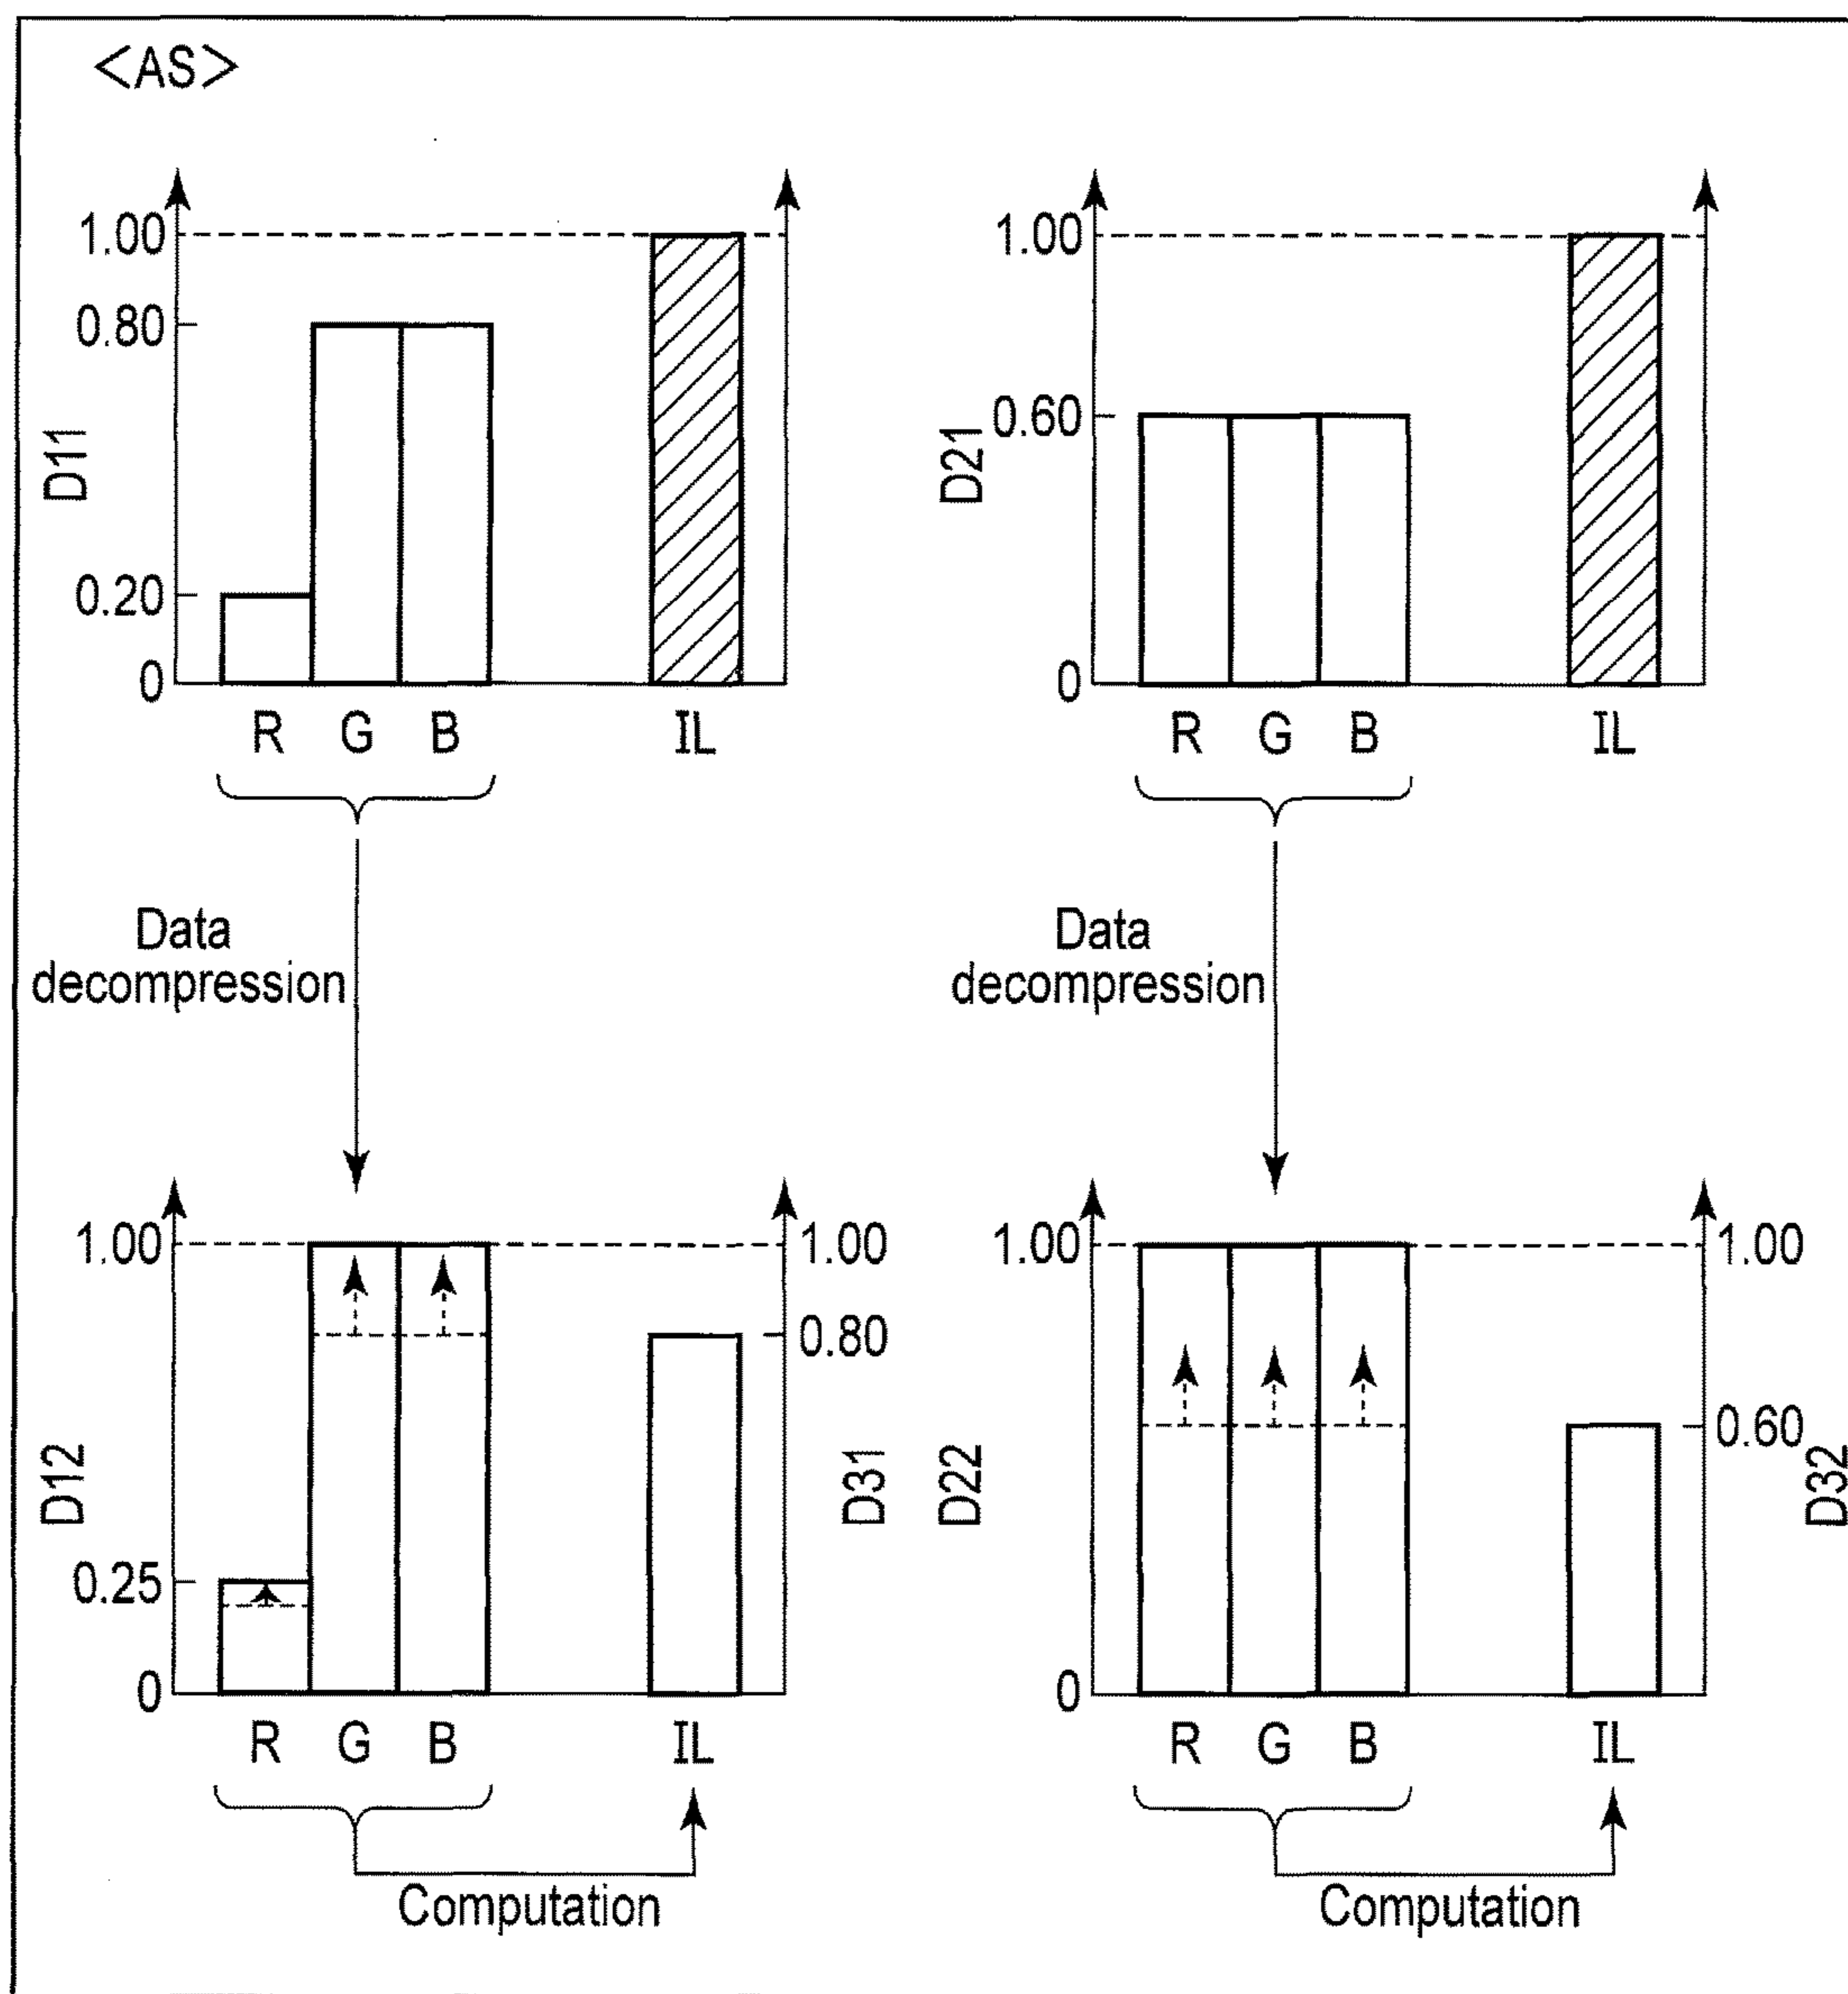 <AS>
D11
1.00
0.80
0.20
0
R G B IL
D21
1.00
0.60
0
R G B IL
Data
decompression
Data
decompression
D12
1.00
0.25
0
R G B IL
1.00
0.80
D31
Computation
D22
1.00
0
R G B IL
1.00
0.60
D32
Computation